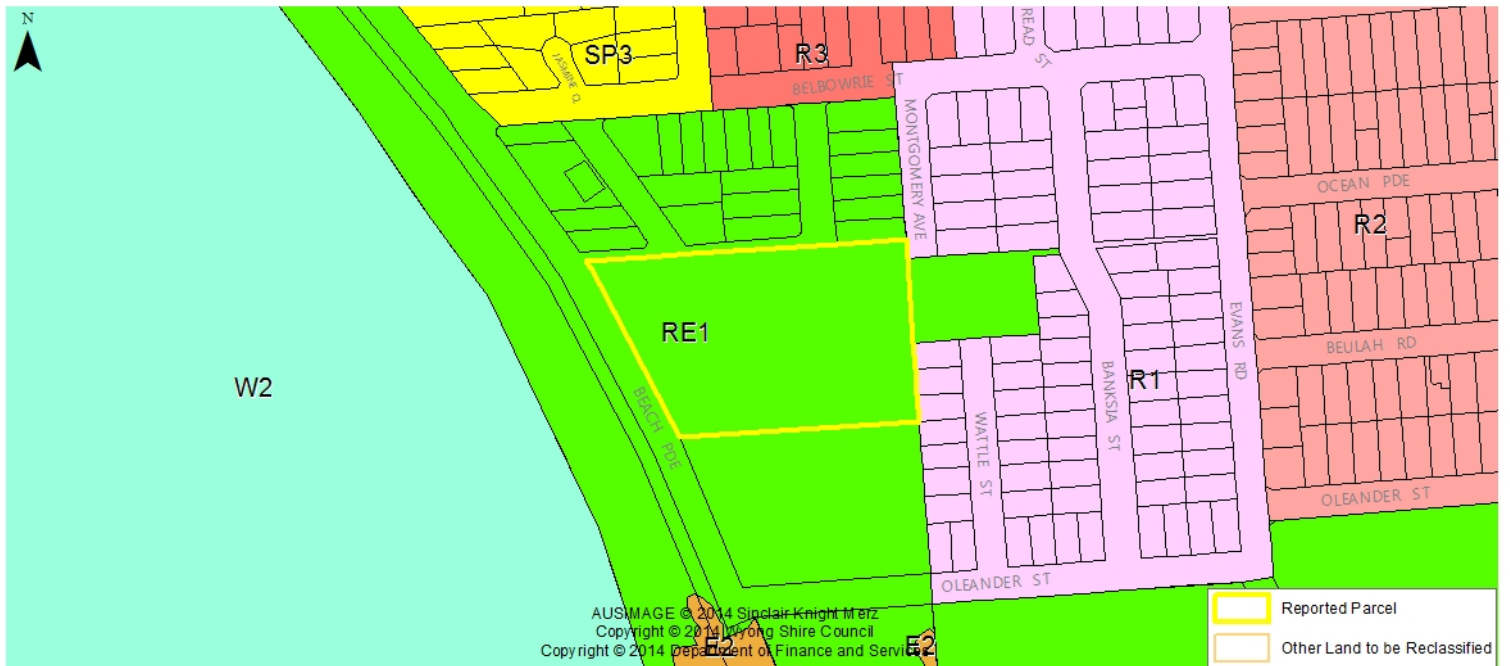 N
SP3
R3
READ ST
JASMINE CL
BELBOWRIE ST
MONTGOMERY AVE
OCEAN PDE
R2
RE1
EVANS RD
BEULAH RD
W2
BEACH PDE
WATTLE ST
BANKSIA ST
R1
OLEANDER ST
OLEANDER ST
AUSIMAGE © 2014 Sinclair Knight Merz
Copyright © 2014 Wyong Shire Council
Copyright © 2014 Department of Finance and Services
E2
E2
Reported Parcel
Other Land to be Reclassified